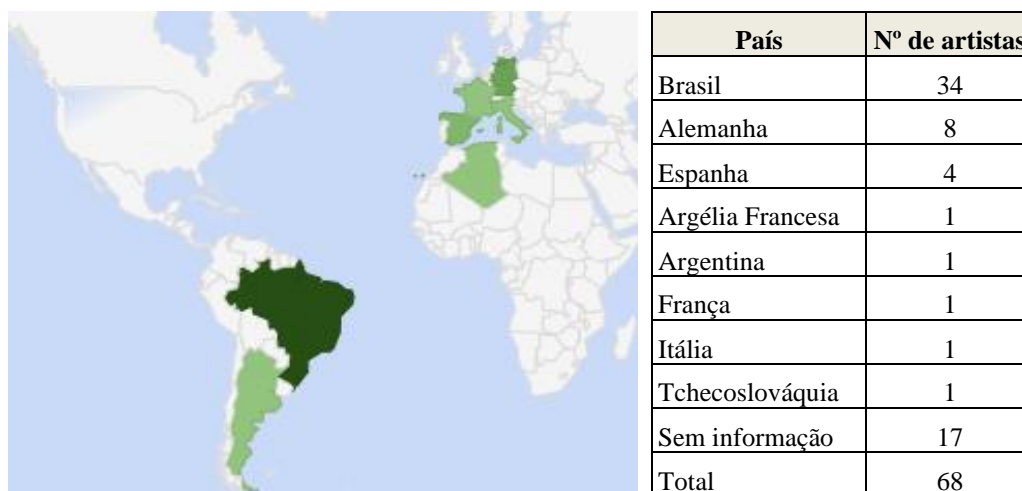 País Nº de artistas
Brasil 34
Alemanha 8
Espanha 4
Argélia Francesa 1
Argentina 1
França 1
Itália 1
Tchecoslováquia 1
Sem informação 17
Total 68